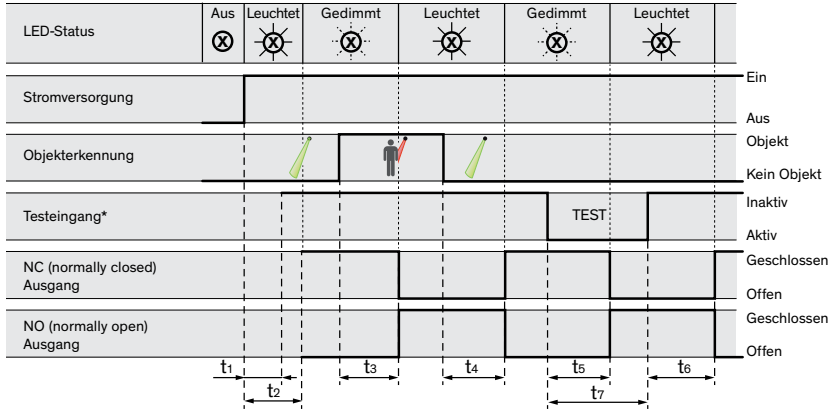 LED-Status
Aus Leuchtet Gedimmt Leuchtet Gedimmt Leuchtet
X X X X X X
Stromversorgung
Ein
Aus
Objekterkennung
Objekt
Kein Objekt
Testeingang*
TEST
Inaktiv
Aktiv
NC (normally closed)
Ausgang
Geschlossen
Offen
NO (normally open)
Ausgang
Geschlossen
Offen
t1 t3 t4 t5 t6
t2 t7